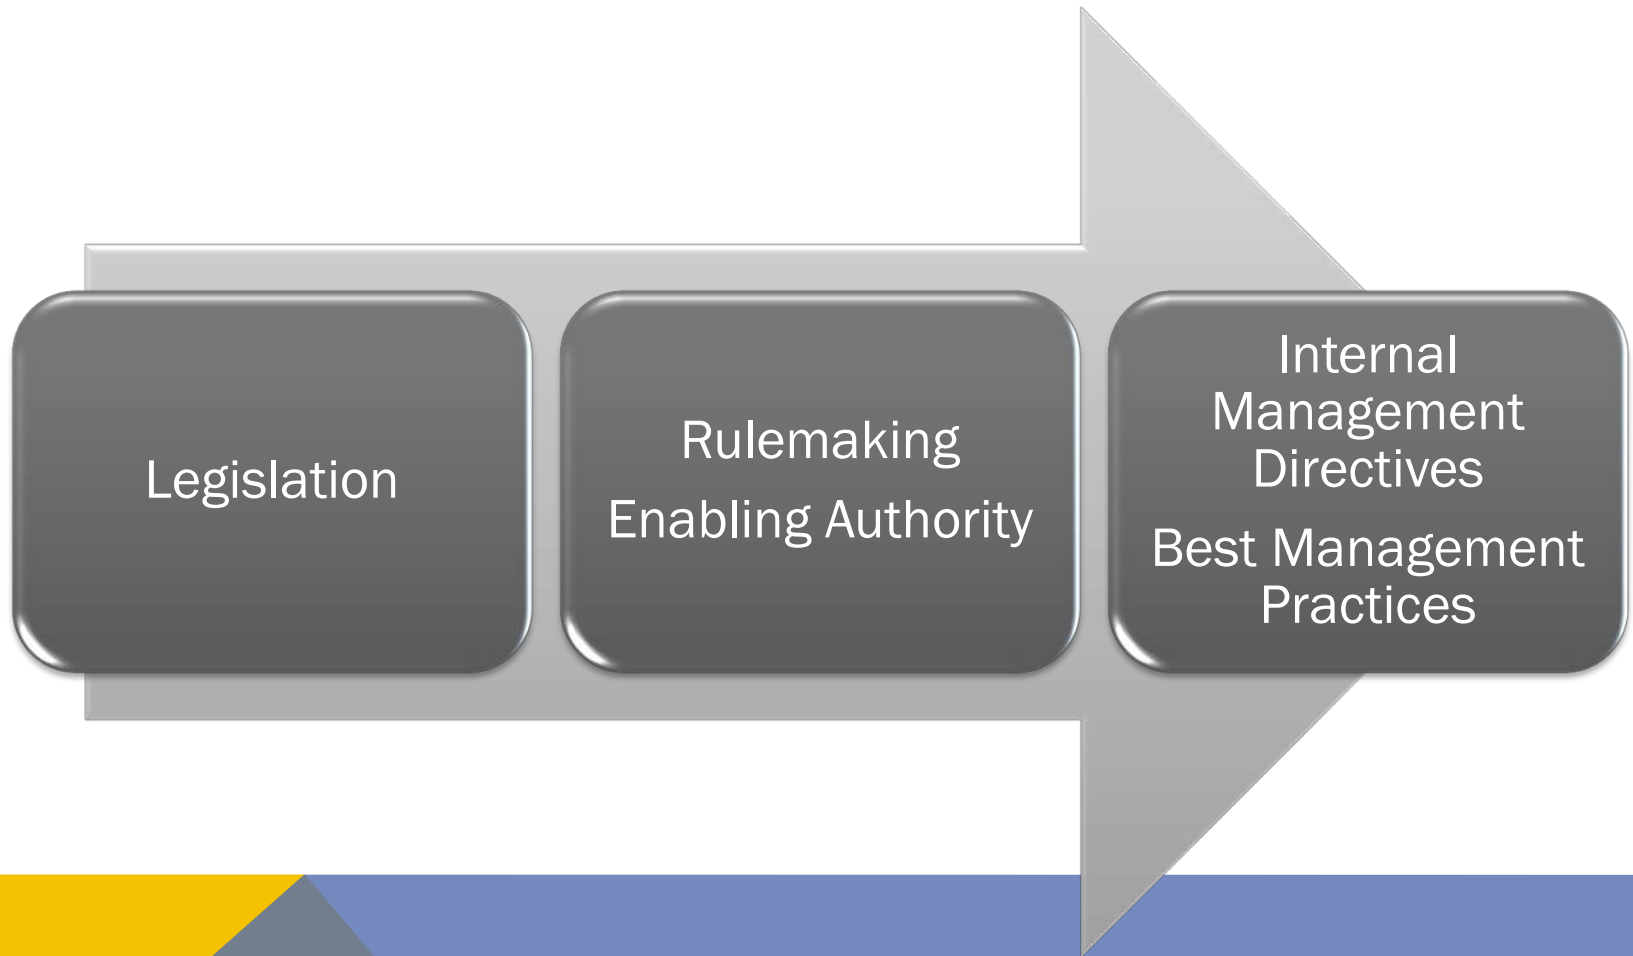 Legislation
Rulemaking
Enabling Authority
Internal
Management
Directives
Best Management
Practices